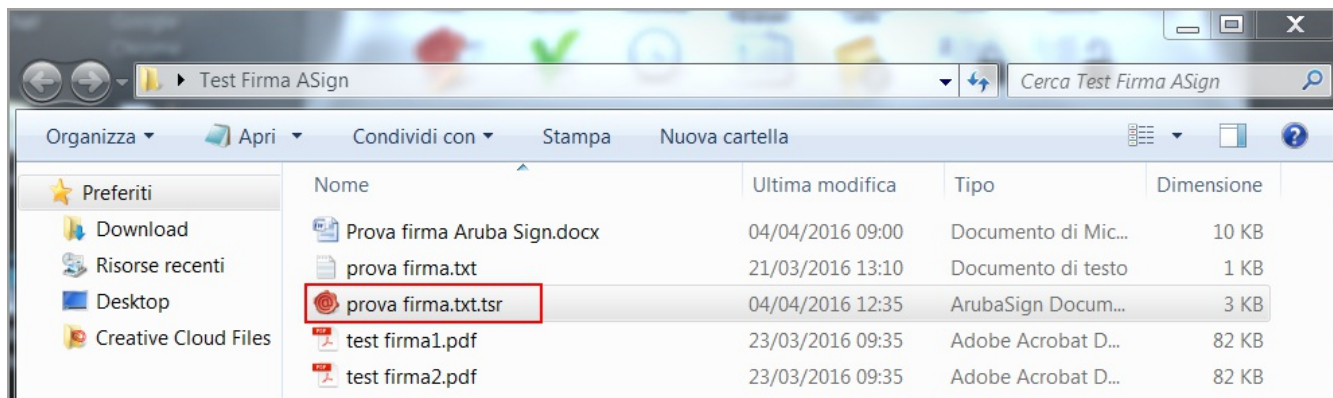 Test Firma ASign
Cerca Test Firma ASign
X
Organizza Apri Condividi con Stampa Nuova cartella
Preferiti
Download
Risorse recenti
Desktop
Creative Cloud Files
Nome Ultima modifica Tipo Dimensione
Prova firma Aruba Sign.docx 04/04/2016 09:00 Documento di Mic... 10 KB
prova firma.txt 21/03/2016 13:10 Documento di testo 1 KB
prova firma.txt.tsr 04/04/2016 12:35 ArubaSign Docum... 3 KB
test firma1.pdf 23/03/2016 09:35 Adobe Acrobat D... 82 KB
test firma2.pdf 23/03/2016 09:35 Adobe Acrobat D... 82 KB